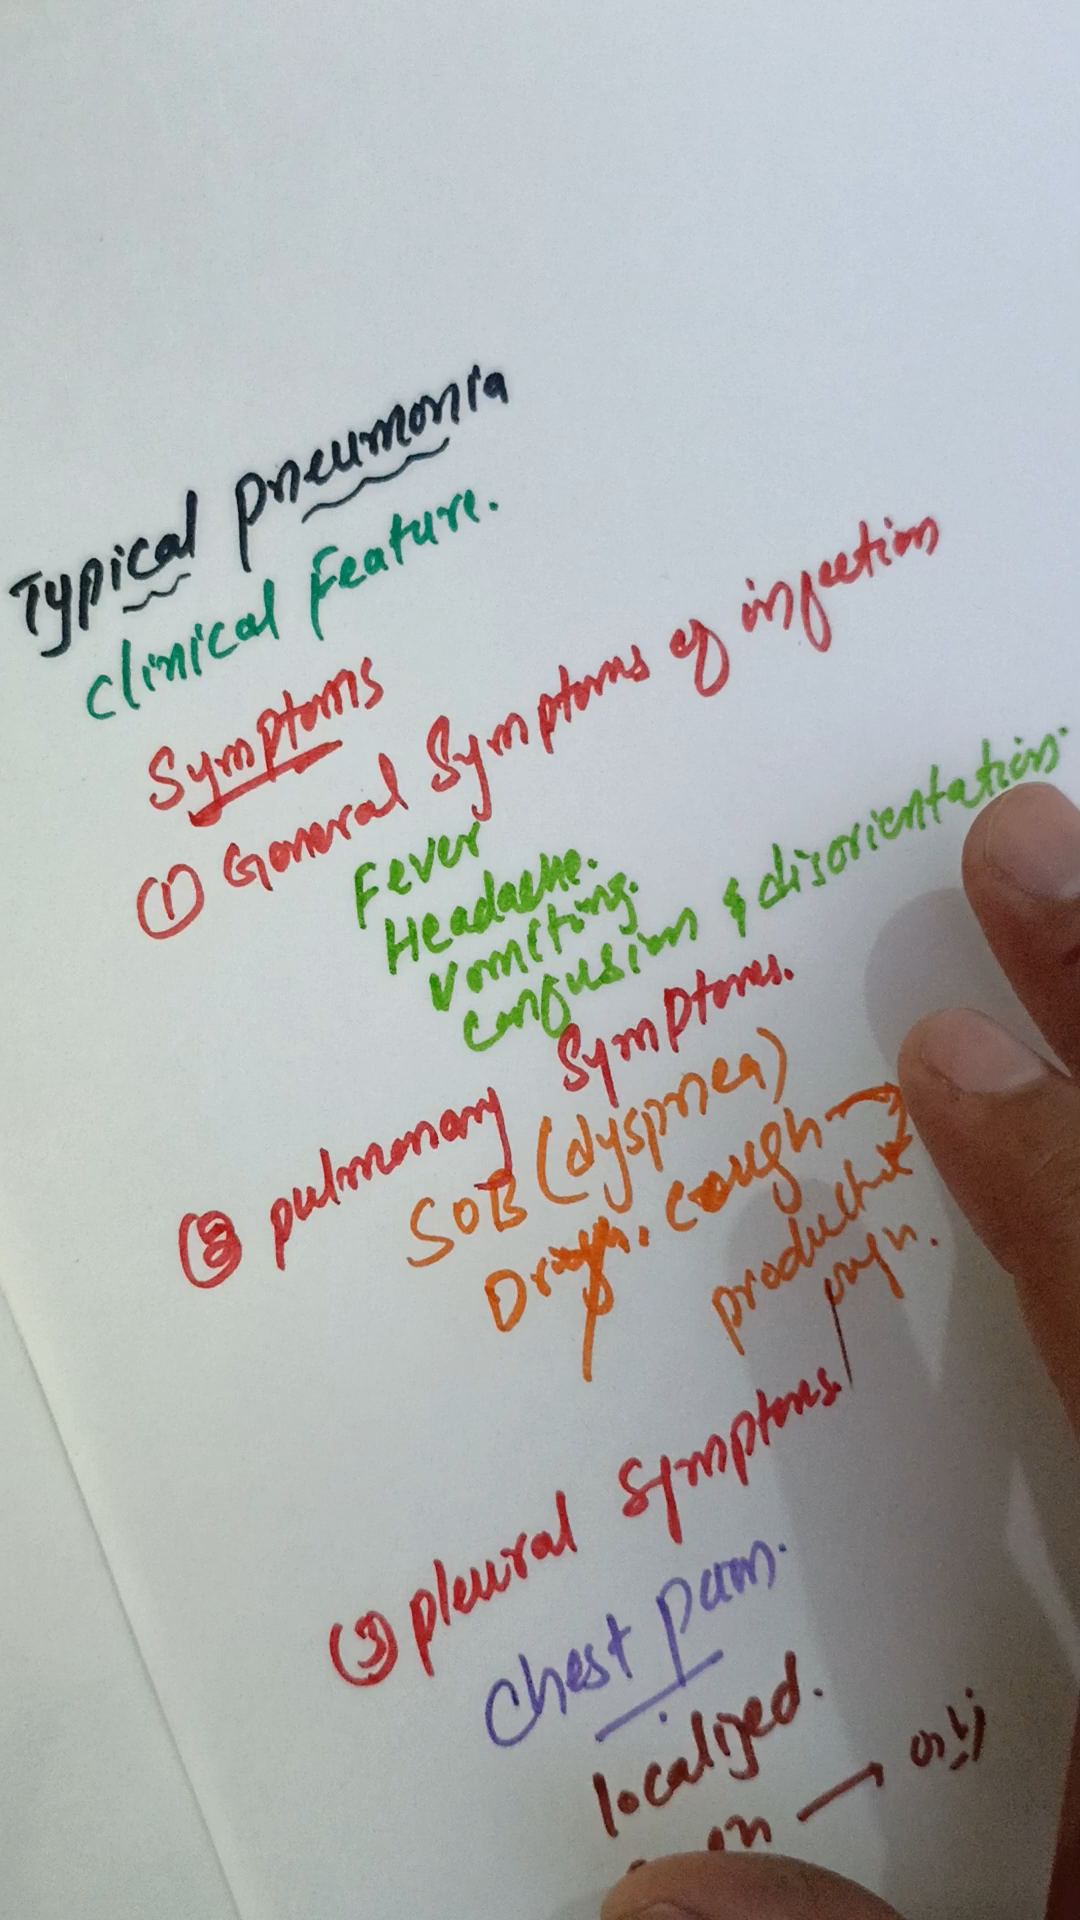 Typical pneumonia
Clinical Feature.
Symptoms
(1) General Symptoms of infection
Fever
Headache.
Vomiting.
confusion & disorientation.
(2) pulmonary Symptoms.
SOB (dyspnea)
cough →
productive
(3) pleural Symptoms.
Chest pain.
localized.